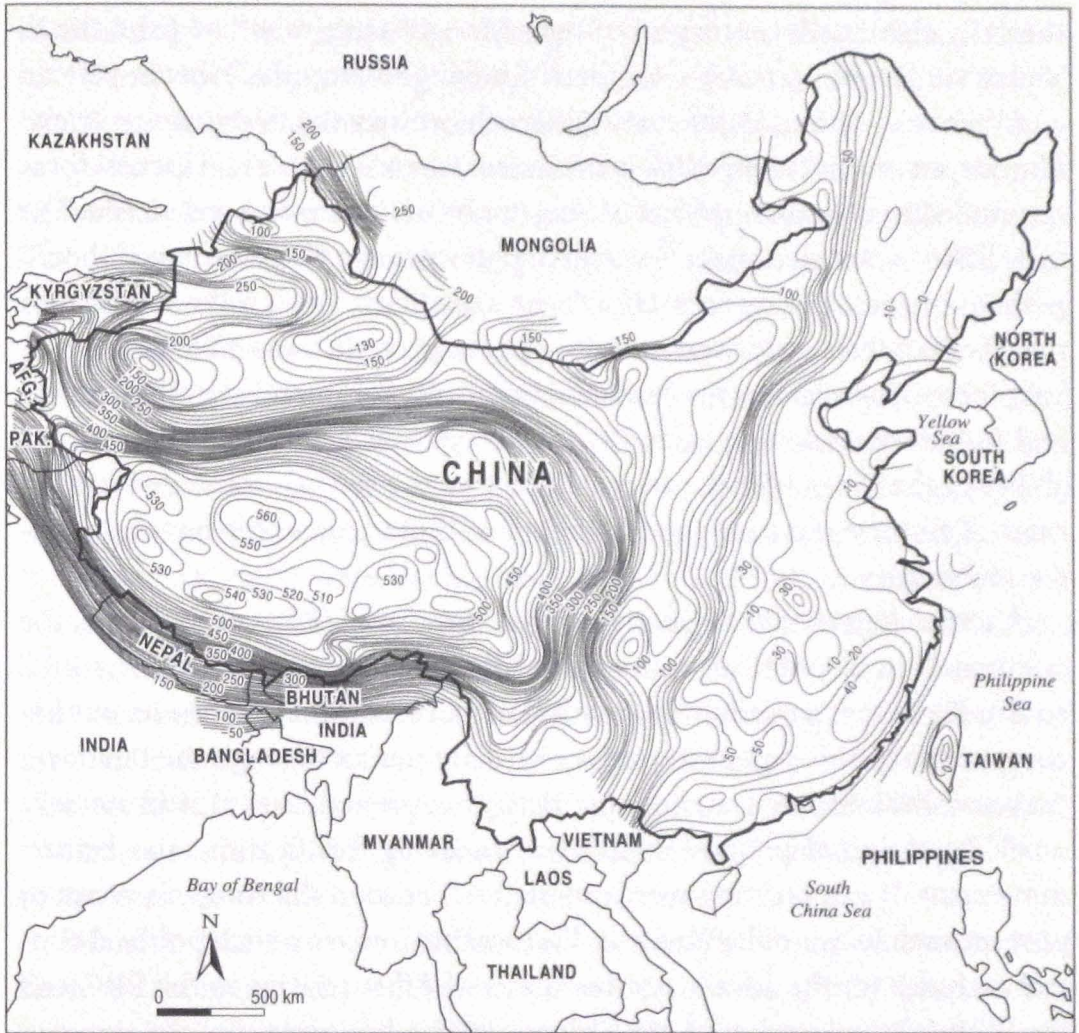 RUSSIA
KAZAKHSTAN
200
150
250
100
200
150
250
MONGOLIA
50
KYRGYZSTAN
200
100
0
10
200
130
150
150
150
NORTH
KOREA
AFG.
150
200
250
300
350
400
450
PAK.
Yellow
Sea
SOUTH
KOREA
CHINA
10
530
560
550
530
530
540
530
520
510
450
400
350
300
250
200
150
500
500
450
400
350
30
30
10
NEPAL
300
250
200
150
BHUTAN
100
100
30
10
20
40
100
50
50
Philippine
Sea
INDIA
INDIA
BANGLADESH
50
50
TAIWAN
MYANMAR
VIETNAM
PHILIPPINES
LAOS
Bay of Bengal
South
China Sea
N
THAILAND
0
500 km